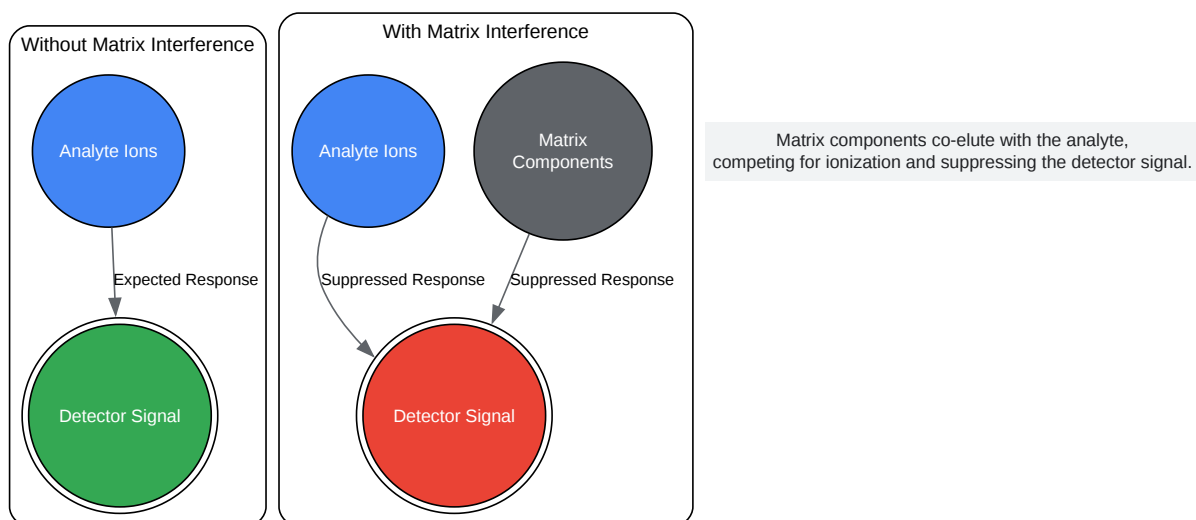 Without Matrix Interference
Analyte Ions
Expected Response
Detector Signal
With Matrix Interference
Analyte Ions
Matrix
Components
Suppressed Response
Suppressed Response
Detector Signal
Matrix components co-elute with the analyte,
competing for ionization and suppressing the detector signal.